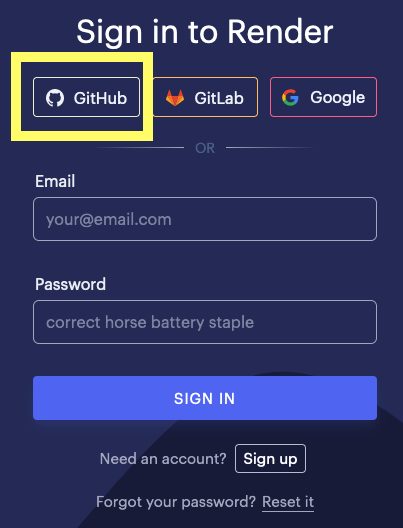 Sign in to Render
GitHub GitLab Google
OR
Email
your@email.com
Password
correct horse battery staple
SIGN IN
Need an account? Sign up
Forgot your password? Reset it